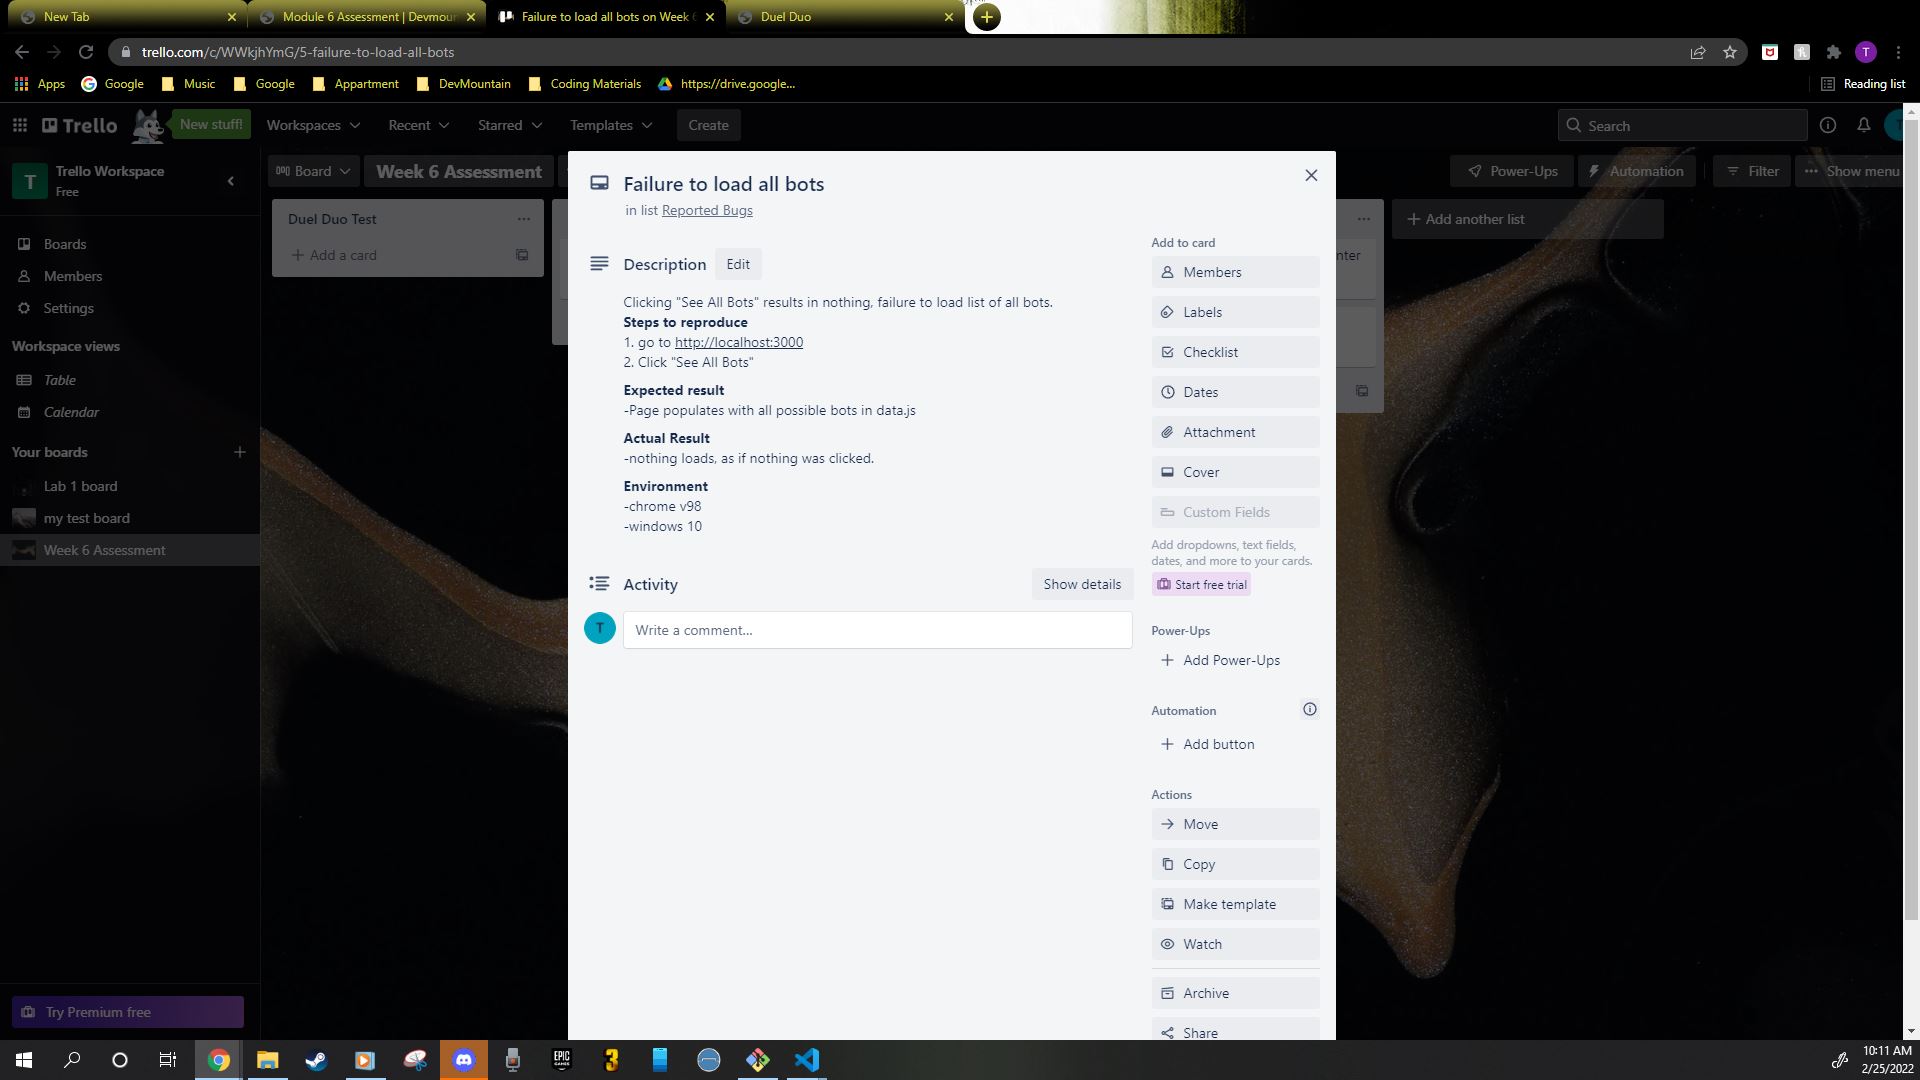 New Tab
Module 6 Assessment | Devmoun
Failure to load all bots on Week 6
Duel Duo
trello.com/c/WWkjhYmG/5-failure-to-load-all-bots
Apps
Google
Music
Google
Appartment
DevMountain
Coding Materials
https://drive.google...
Reading list
Trello
New stuff!
Workspaces
Recent
Starred
Templates
Create
Search
T
Trello Workspace
Free
Board
Week 6 Assessment
Power-Ups
Automation
Filter
Show menu
Boards
Members
Settings
Workspace views
Table
Calendar
Your boards
Lab 1 board
my test board
Week 6 Assessment
Try Premium free
Duel Duo Test
Add a card
Add another list
nter
Failure to load all bots
in list Reported Bugs
Description
Edit
Clicking "See All Bots" results in nothing, failure to load list of all bots.
Steps to reproduce
1. go to http://localhost:3000
2. Click "See All Bots"
Expected result
-Page populates with all possible bots in data.js
Actual Result
-nothing loads, as if nothing was clicked.
Environment
-chrome v98
-windows 10
Activity
Show details
T
Write a comment...
Add to card
Members
Labels
Checklist
Dates
Attachment
Cover
Custom Fields
Add dropdowns, text fields,
dates, and more to your cards.
Start free trial
Power-Ups
Add Power-Ups
Automation
Add button
Actions
Move
Copy
Make template
Watch
Archive
Share
EPIC
GAMES
3
10:11 AM
2/25/2022